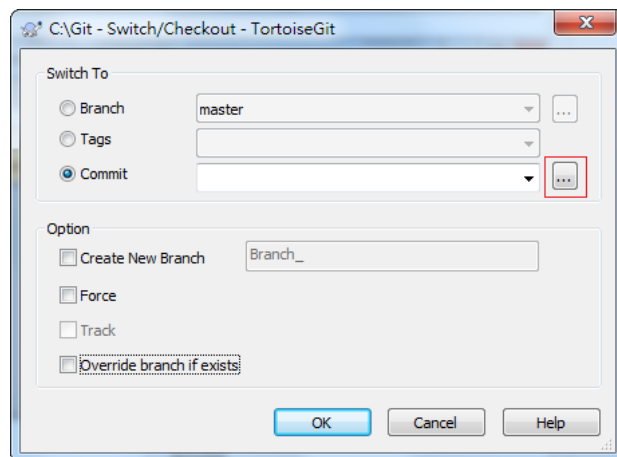 C:\Git - Switch/Checkout - TortoiseGit
Switch To
Branch
master
...
Tags
Commit
...
Option
Create New Branch
Branch_
Force
Track
Override branch if exists
OK
Cancel
Help